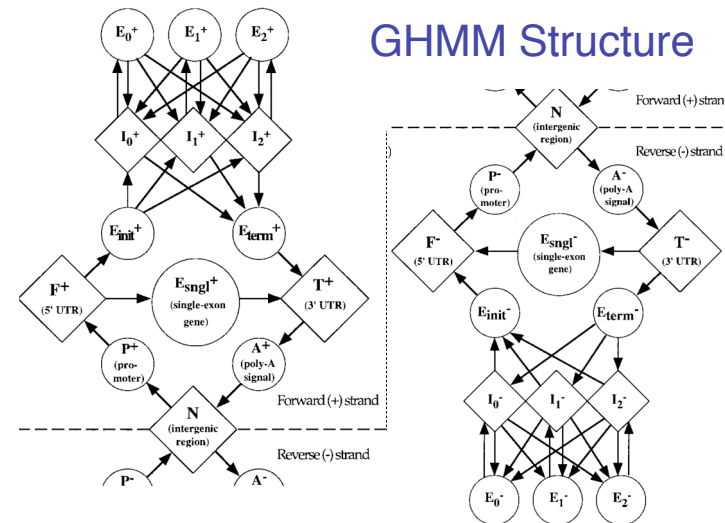 GHMM Structure
E0+ E1+ E2+
I0+ I1+ I2+
Einit+ Eterm+
F+
(5' UTR)
Esngl+
(single-exon
gene)
T+
(3' UTR)
P+
(pro-
moter)
A+
(poly-A
signal)
Forward (+) strand
N
(intergenic
region)
Reverse (-) strand
P- A-
Forward (+) stran
N
(intergenic
region)
)
Reverse (-) strand
P-
(pro-
moter)
A-
(poly-A
signal)
F-
(5' UTR)
Esngl-
(single-exon
gene)
T-
(3' UTR)
Einit- Eterm-
I0- I1- I2-
E0- E1- E2-